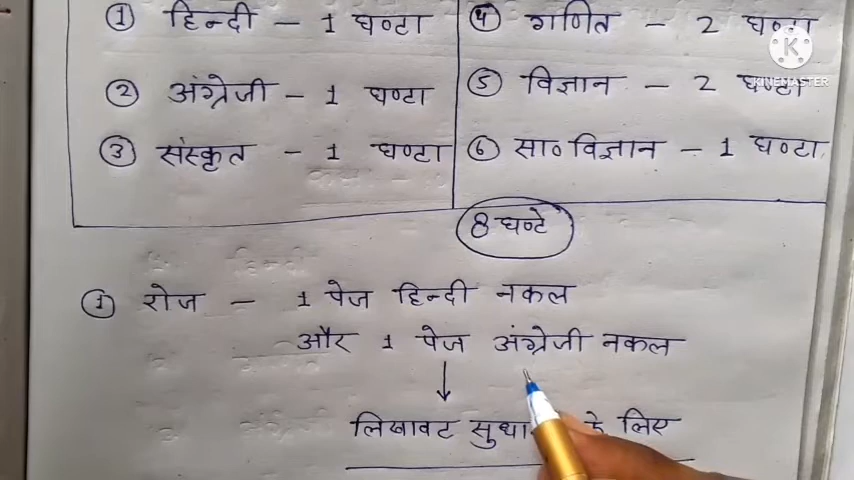 ① हिन्दी - 1 घण्टा
② अंग्रेजी - 1 घण्टा
③ संस्कृत - 1 घण्टा
④ गणित - 2 घण्टा
⑤ विज्ञान - 2 घण्टा
⑥ सा० विज्ञान - 1 घण्टा
8 घण्टे
① रोज - 1 पेज हिन्दी नकल
और 1 पेज अंग्रेजी नकल
लिखावट के लिए
KINEMASTER